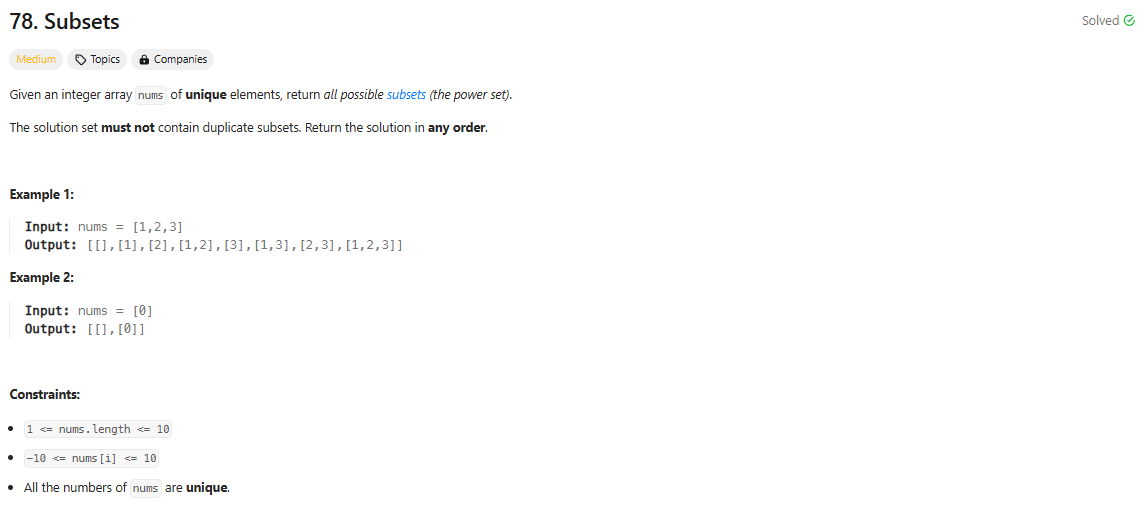 78. Subsets
Solved
Medium
Topics
Companies
Given an integer array nums of unique elements, return all possible subsets (the power set).
The solution set must not contain duplicate subsets. Return the solution in any order.
Example 1:
Input: nums = [1,2,3]
Output: [[],[1],[2],[1,2],[3],[1,3],[2,3],[1,2,3]]
Example 2:
Input: nums = [0]
Output: [[],[0]]
Constraints:
1 <= nums.length <= 10
-10 <= nums[i] <= 10
All the numbers of nums are unique.